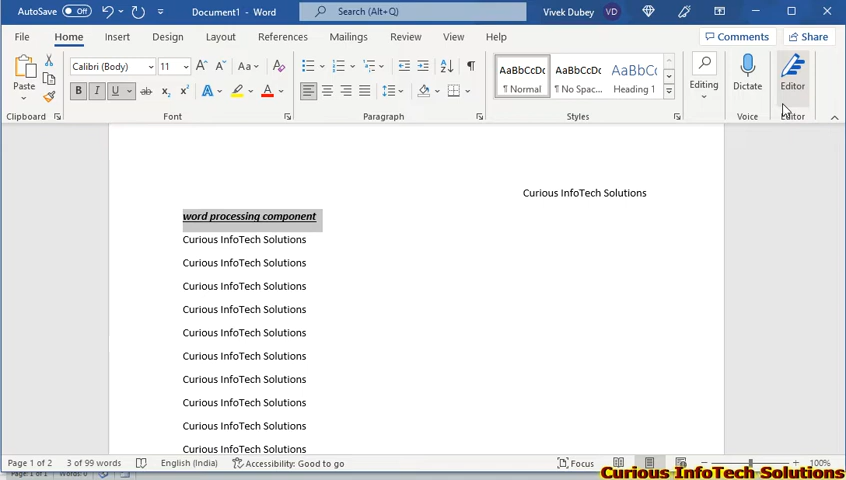 AutoSave Off Document1 - Word Search (Alt+Q) Vivek Dubey VD
File Home Insert Design Layout References Mailings Review View Help Comments Share
Calibri (Body) 11 A A Aa A
AaBbCcDc AaBbCcDc AaBbCc
Paste B I U ab x₂ x² A A
¶ Normal ¶ No Spac... Heading 1 Editing Dictate Editor
Clipboard Font Paragraph Styles Voice Editor
Curious InfoTech Solutions
word processing component
Curious InfoTech Solutions
Curious InfoTech Solutions
Curious InfoTech Solutions
Curious InfoTech Solutions
Curious InfoTech Solutions
Curious InfoTech Solutions
Curious InfoTech Solutions
Curious InfoTech Solutions
Curious InfoTech Solutions
Curious InfoTech Solutions
Page 1 of 2 3 of 99 words English (India) Accessibility: Good to go Focus 100%
Curious InfoTech Solutions